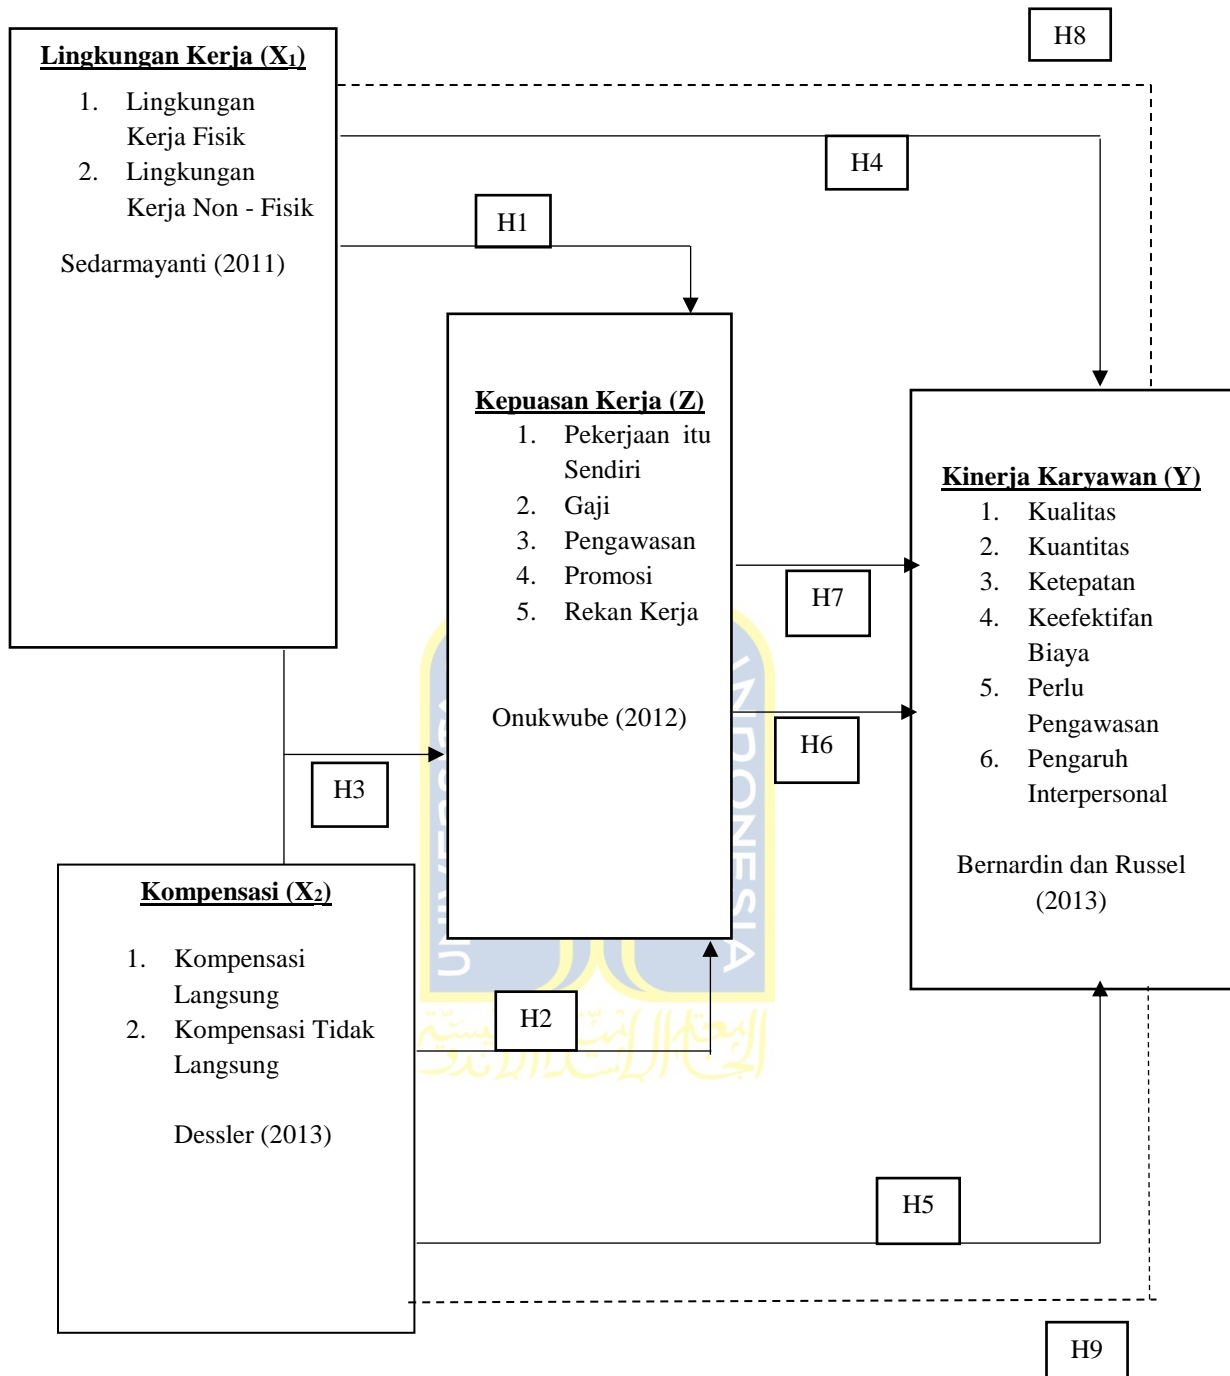 H8
Lingkungan Kerja (X1)
1. Lingkungan
Kerja Fisik
2. Lingkungan
Kerja Non - Fisik
Sedarmayanti (2011)
H4
H1
Kepuasan Kerja (Z)
1. Pekerjaan itu
Sendiri
2. Gaji
3. Pengawasan
4. Promosi
5. Rekan Kerja
Onukwube (2012)
Kinerja Karyawan (Y)
1. Kualitas
2. Kuantitas
3. Ketepatan
4. Keefektifan
Biaya
5. Perlu
Pengawasan
6. Pengaruh
Interpersonal
Bernardin dan Russel
(2013)
H7
H6
H3
INDONESIA
Kompensasi (X2)
1. Kompensasi
Langsung
2. Kompensasi Tidak
Langsung
Dessler (2013)
H2
H5
H9